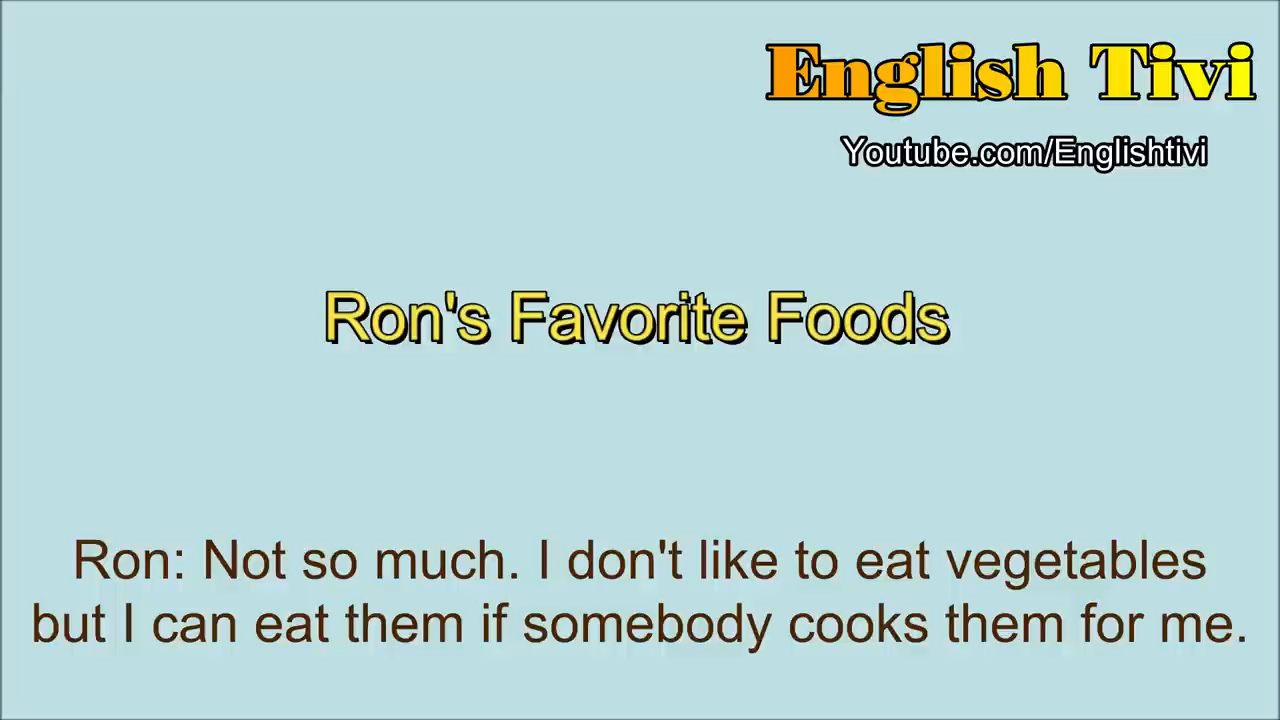 English Tivi
Youtube.com/Englishtivi
Ron's Favorite Foods
Ron: Not so much. I don't like to eat vegetables
but I can eat them if somebody cooks them for me.